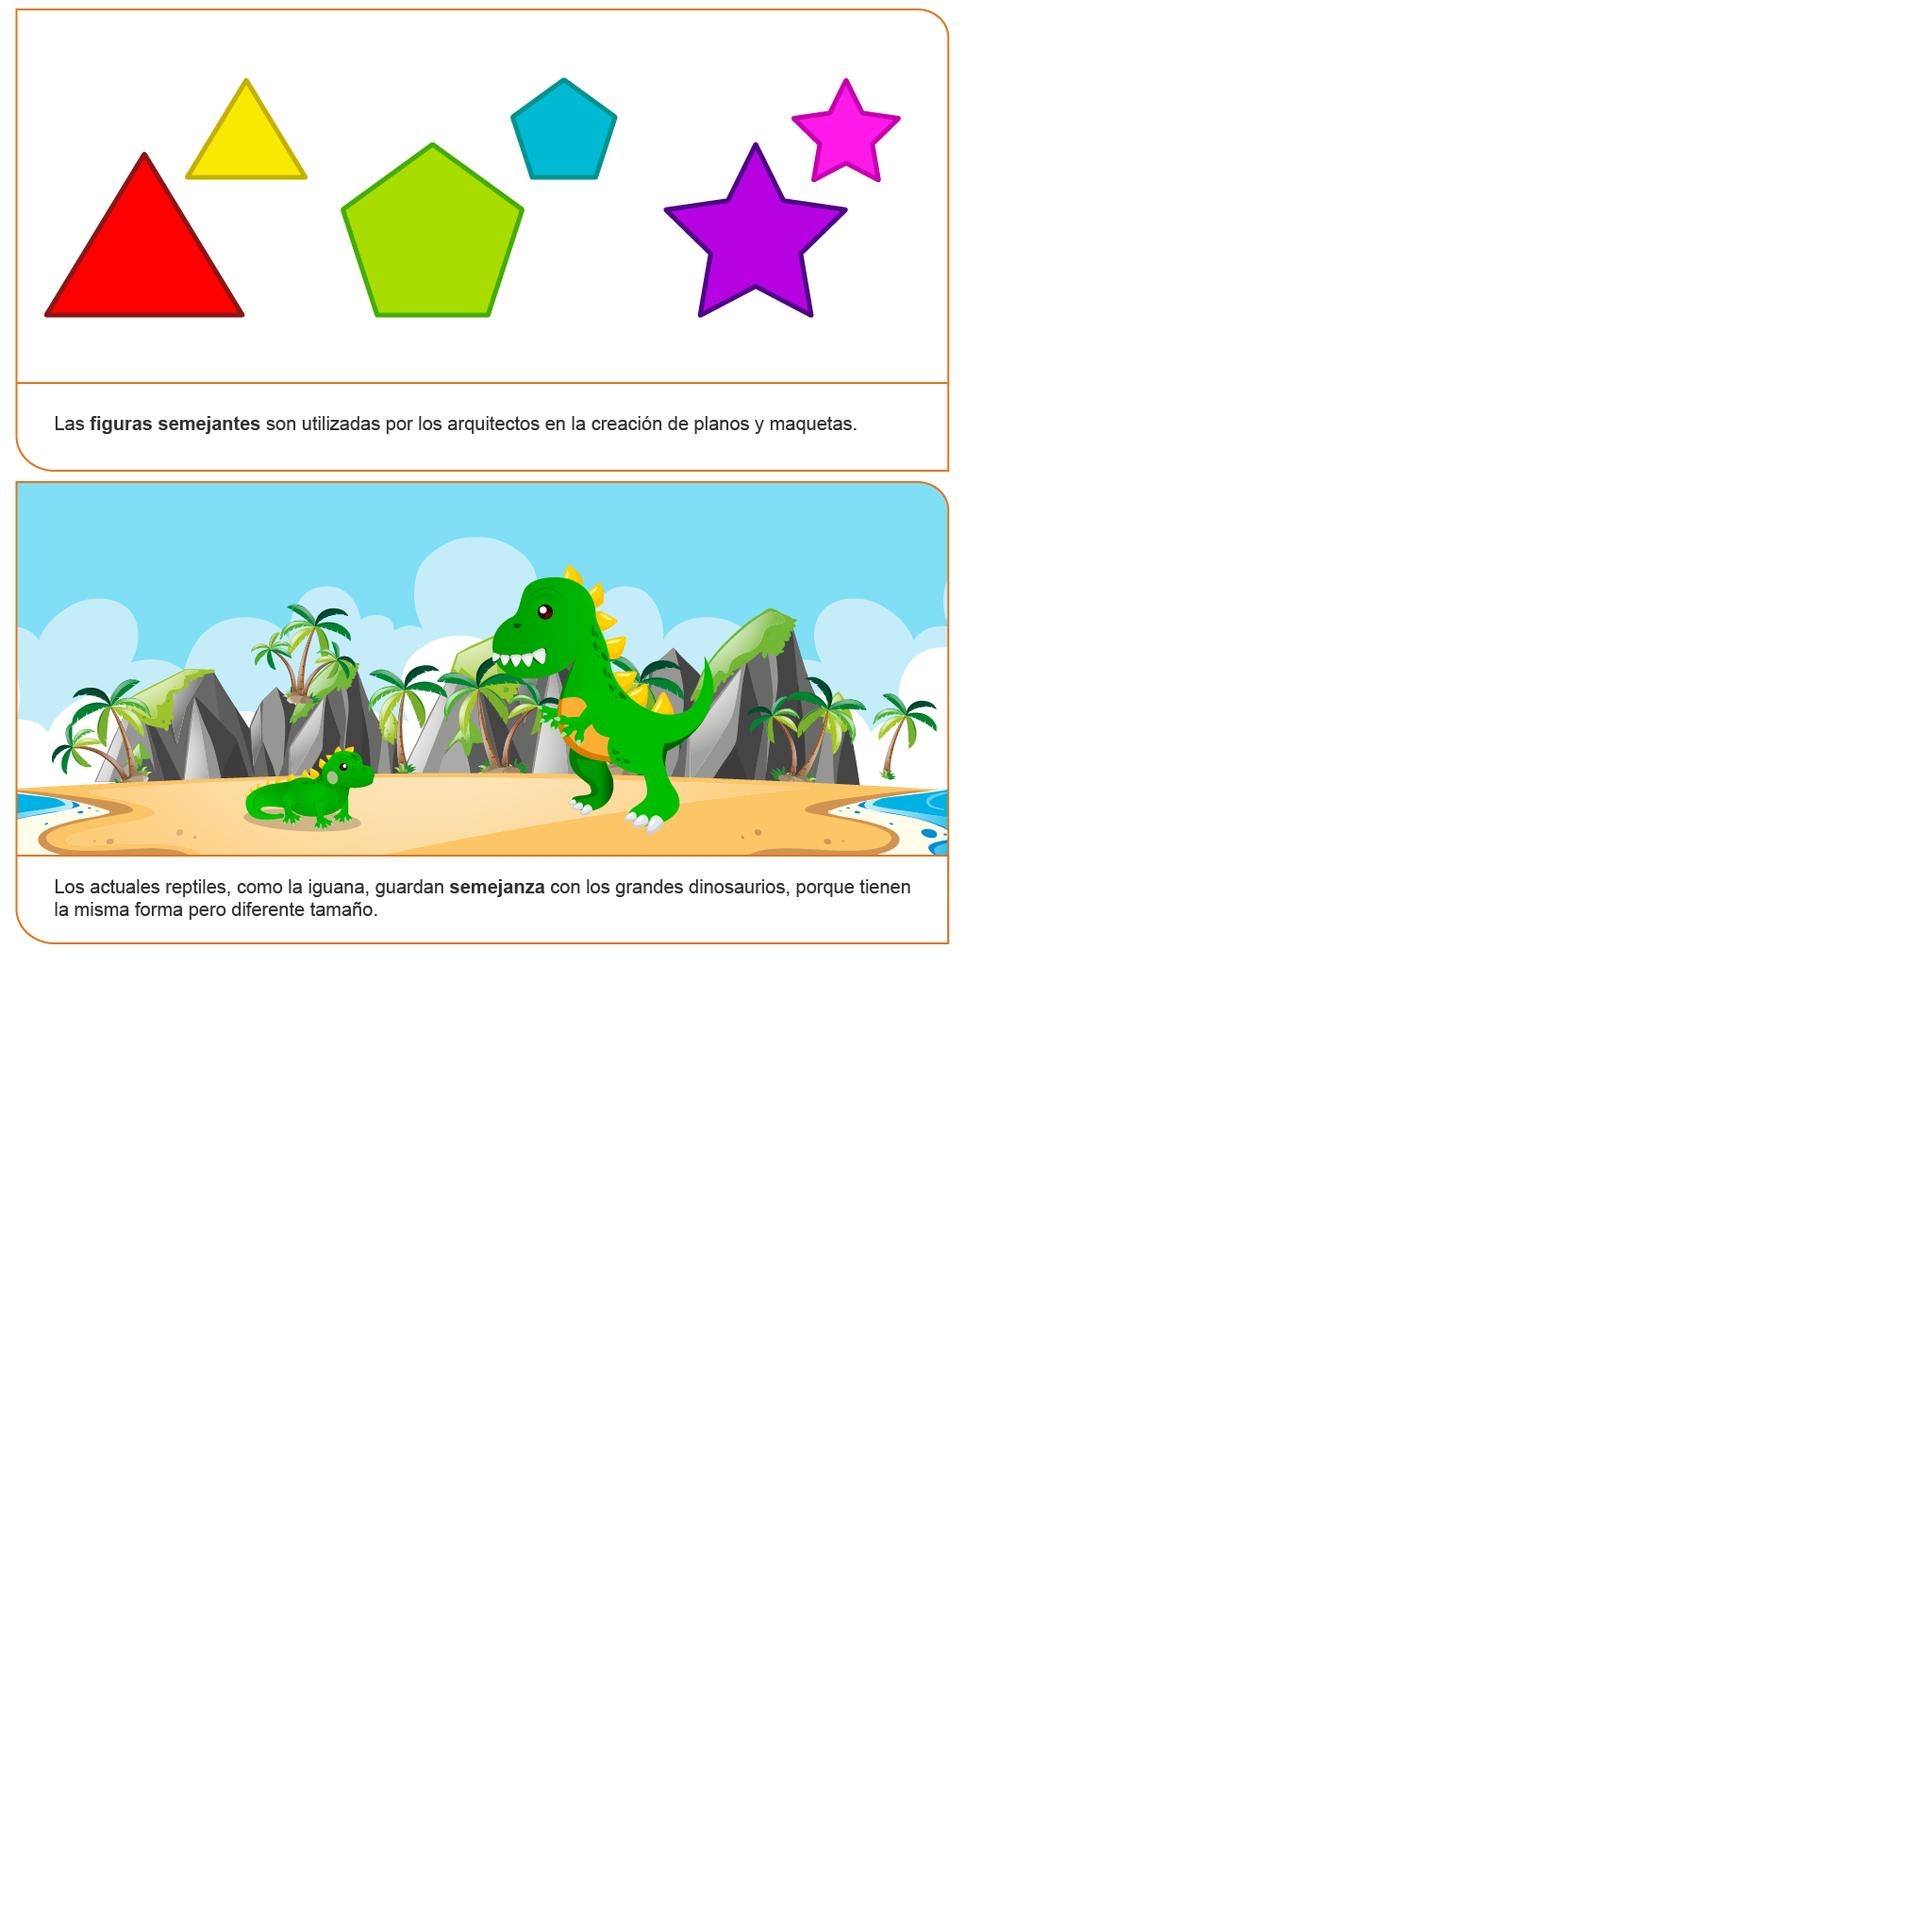 Las figuras semejantes son utilizadas por los arquitectos en la creación de planos y maquetas.
Los actuales reptiles, como la iguana, guardan semejanza con los grandes dinosaurios, porque tienen
la misma forma pero diferente tamaño.